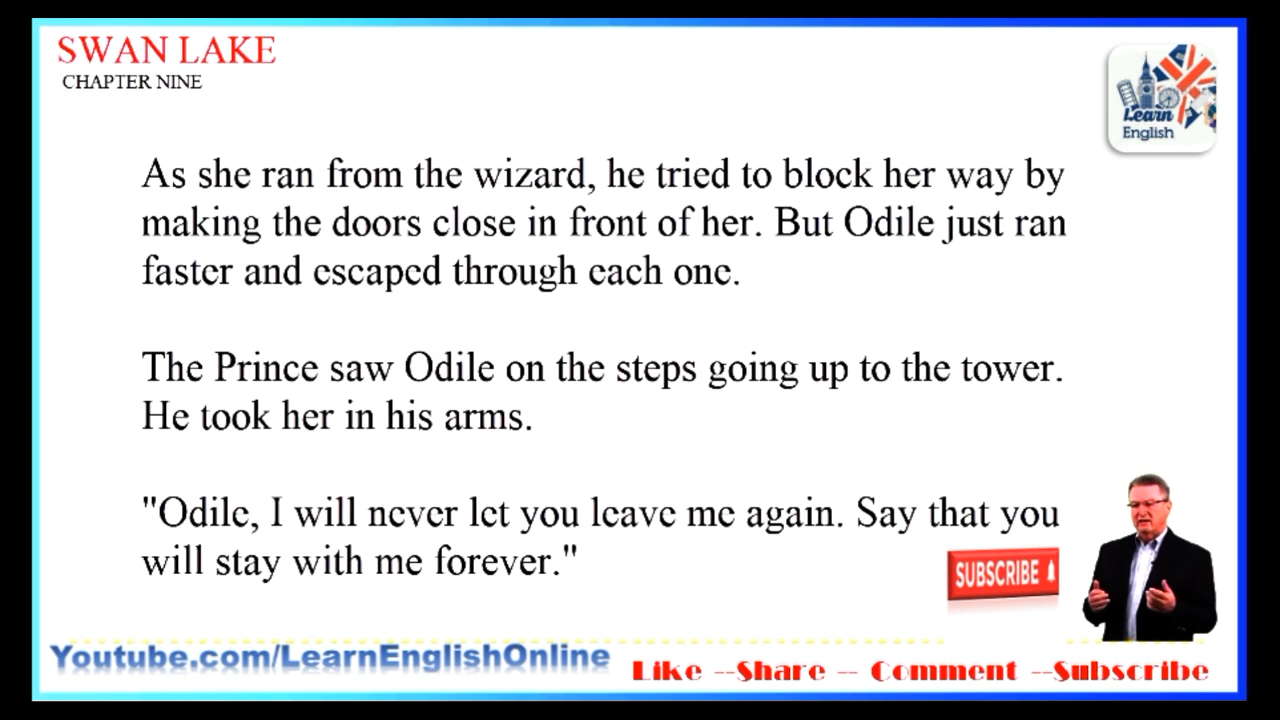 SWAN LAKE
CHAPTER NINE
Learn
English
As she ran from the wizard, he tried to block her way by
making the doors close in front of her. But Odile just ran
faster and escaped through each one.
The Prince saw Odile on the steps going up to the tower.
He took her in his arms.
"Odile, I will never let you leave me again. Say that you
will stay with me forever."
SUBSCRIBE
Youtube.com/LearnEnglishOnline
Like --Share -- Comment --Subscribe